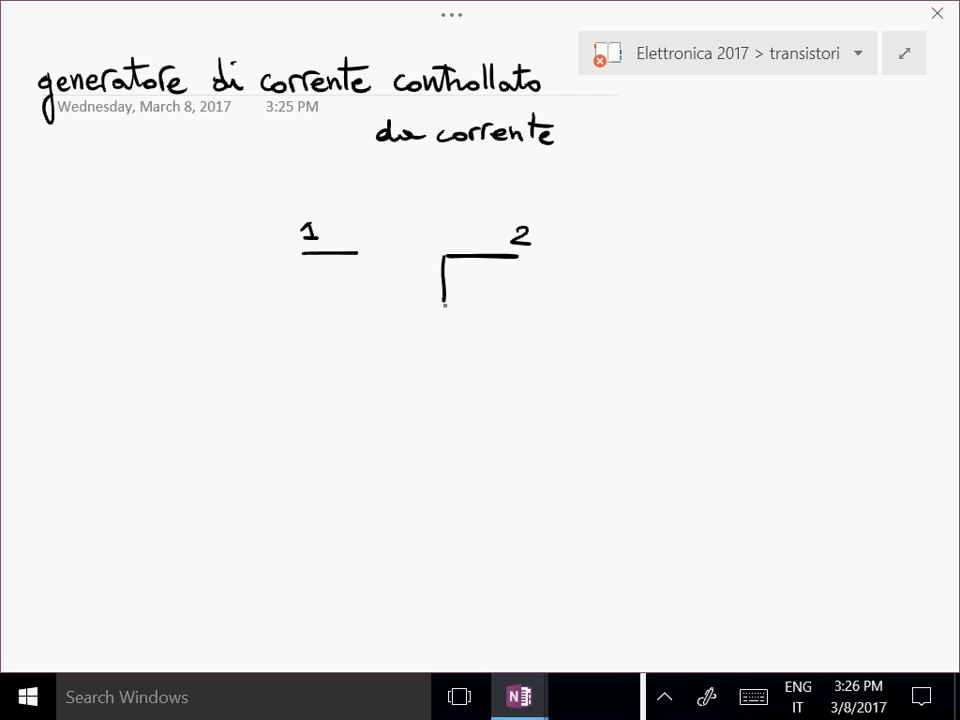 Elettronica 2017 > transistori
generatore di corrente controllato
Wednesday, March 8, 2017 3:25 PM
da corrente
1 2
Search Windows
N
ENG
IT
3:26 PM
3/8/2017